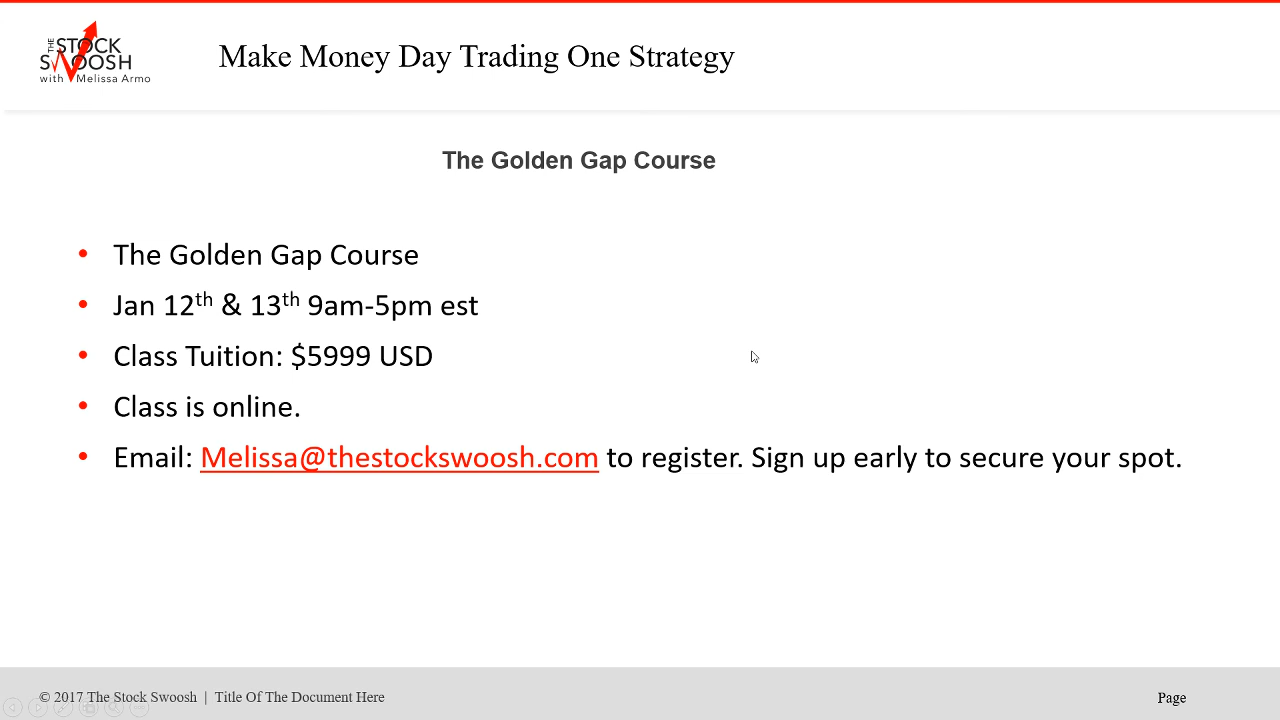 THE STOCK
SWOOSH
with Melissa Armo
Make Money Day Trading One Strategy
The Golden Gap Course
• The Golden Gap Course
• Jan 12th & 13th 9am-5pm est
• Class Tuition: $5999 USD
• Class is online.
• Email: Melissa@thestockswoosh.com to register. Sign up early to secure your spot.
© 2017 The Stock Swoosh | Title Of The Document Here
Page